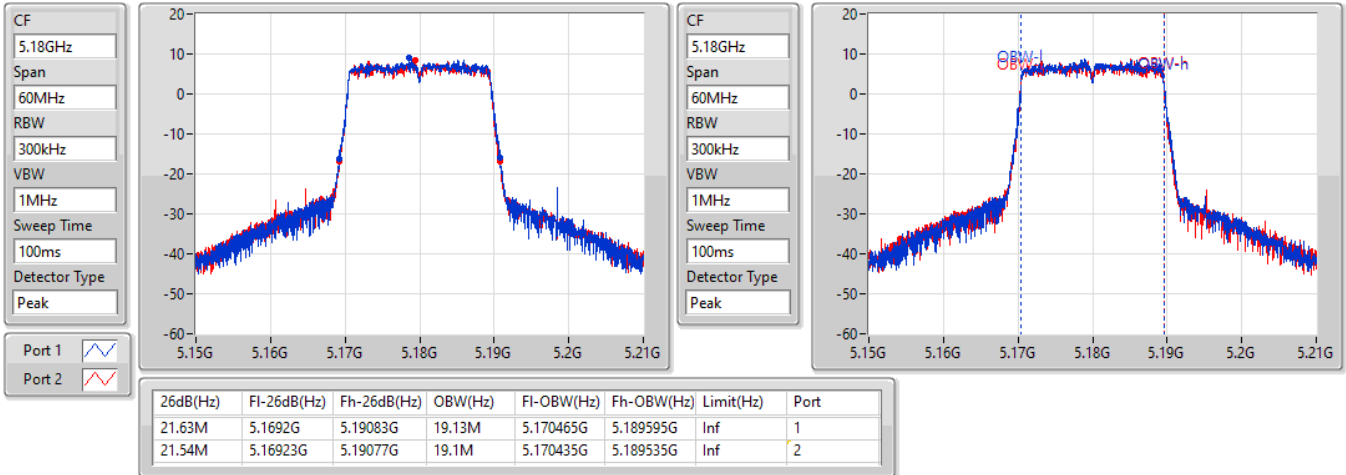 CF
5.18GHz
Span
60MHz
RBW
300kHz
VBW
1MHz
Sweep Time
100ms
Detector Type
Peak
Port 1
Port 2
20
10
0
-10
-20
-30
-40
-50
-60
5.15G 5.16G 5.17G 5.18G 5.19G 5.2G 5.21G
CF
5.18GHz
Span
60MHz
RBW
300kHz
VBW
1MHz
Sweep Time
100ms
Detector Type
Peak
20
10
0
-10
-20
-30
-40
-50
-60
OBW-l
OBW
OBW-h
5.15G 5.16G 5.17G 5.18G 5.19G 5.2G 5.21G
26dB(Hz) Fl-26dB(Hz) Fh-26dB(Hz) OBW(Hz) Fl-OBW(Hz) Fh-OBW(Hz) Limit(Hz) Port
21.63M 5.1692G 5.19083G 19.13M 5.170465G 5.189595G Inf 1
21.54M 5.16923G 5.19077G 19.1M 5.170435G 5.189535G Inf 2